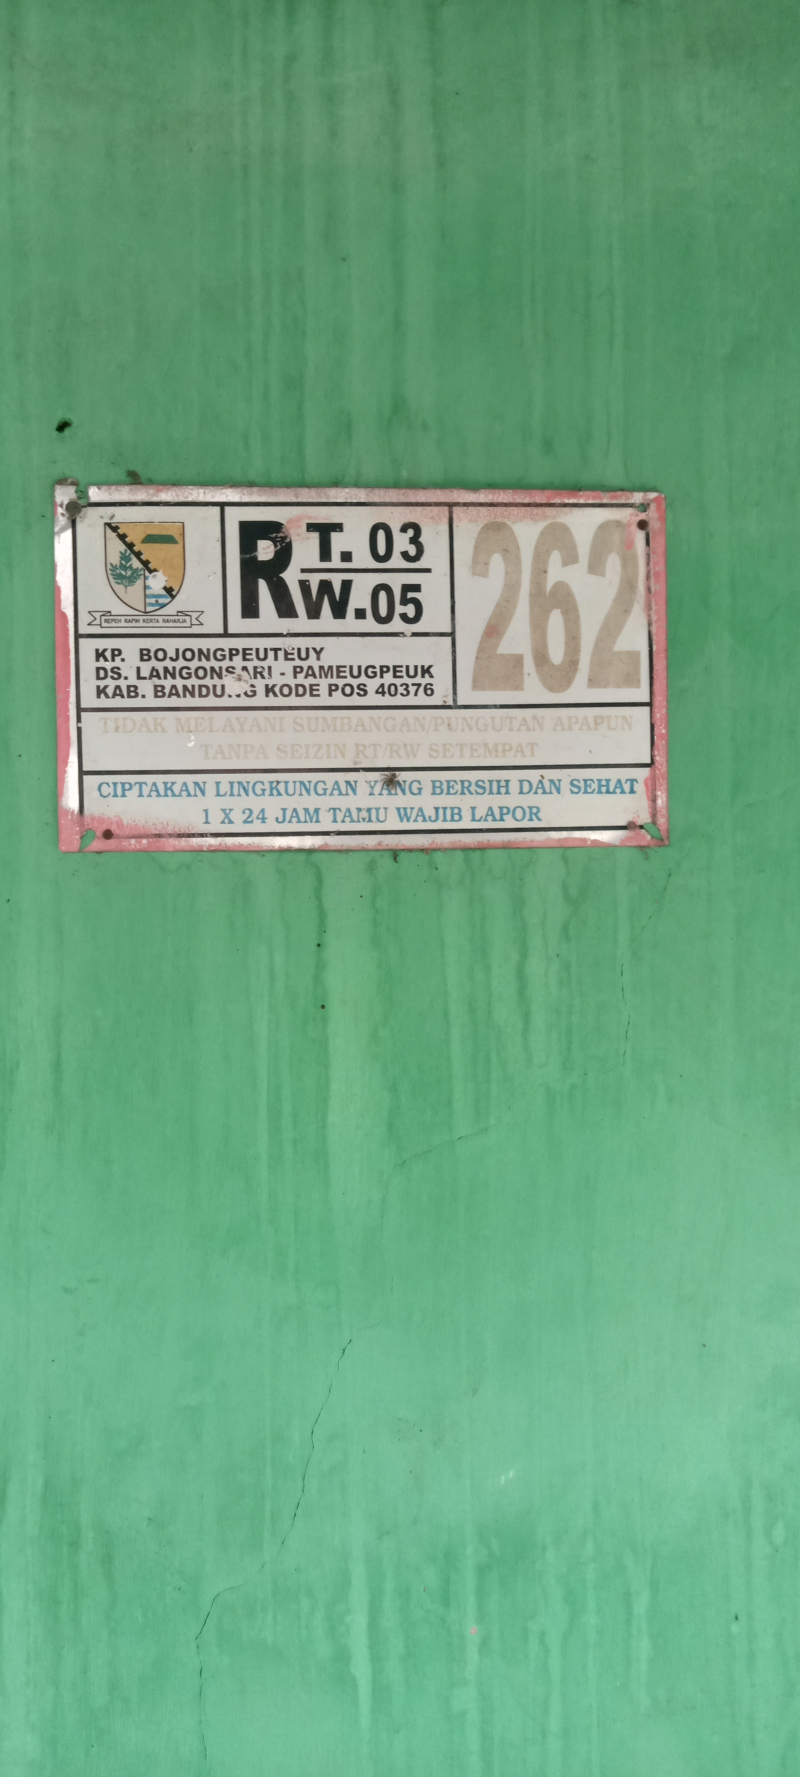 REPEH RAPIH KERTA RAHARJA
RT. 03
RW. 05
262
KP. BOJONGPEUTEUY
DS. LANGONSARI - PAMEUGPEUK
KAB. BANDUNG KODE POS 40376
TIDAK MELAYANI SUMBANGAN/PUNGUTAN APAPUN
TANPA SEIZIN RT/RW SETEMPAT
CIPTAKAN LINGKUNGAN YANG BERSIH DAN SEHAT
1 X 24 JAM TAMU WAJIB LAPOR